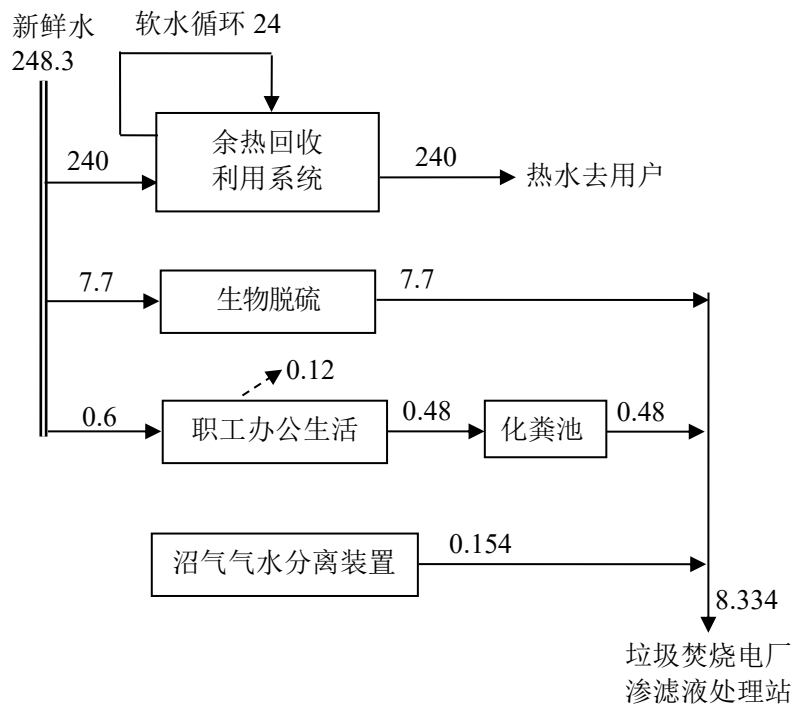 新鲜水
248.3
软水循环 24
余热回收
利用系统
240
240
热水去用户
7.7
生物脱硫
7.7
0.12
0.6
职工办公生活
0.48
化粪池
0.48
沼气气水分离装置
0.154
8.334
垃圾焚烧电厂
渗滤液处理站